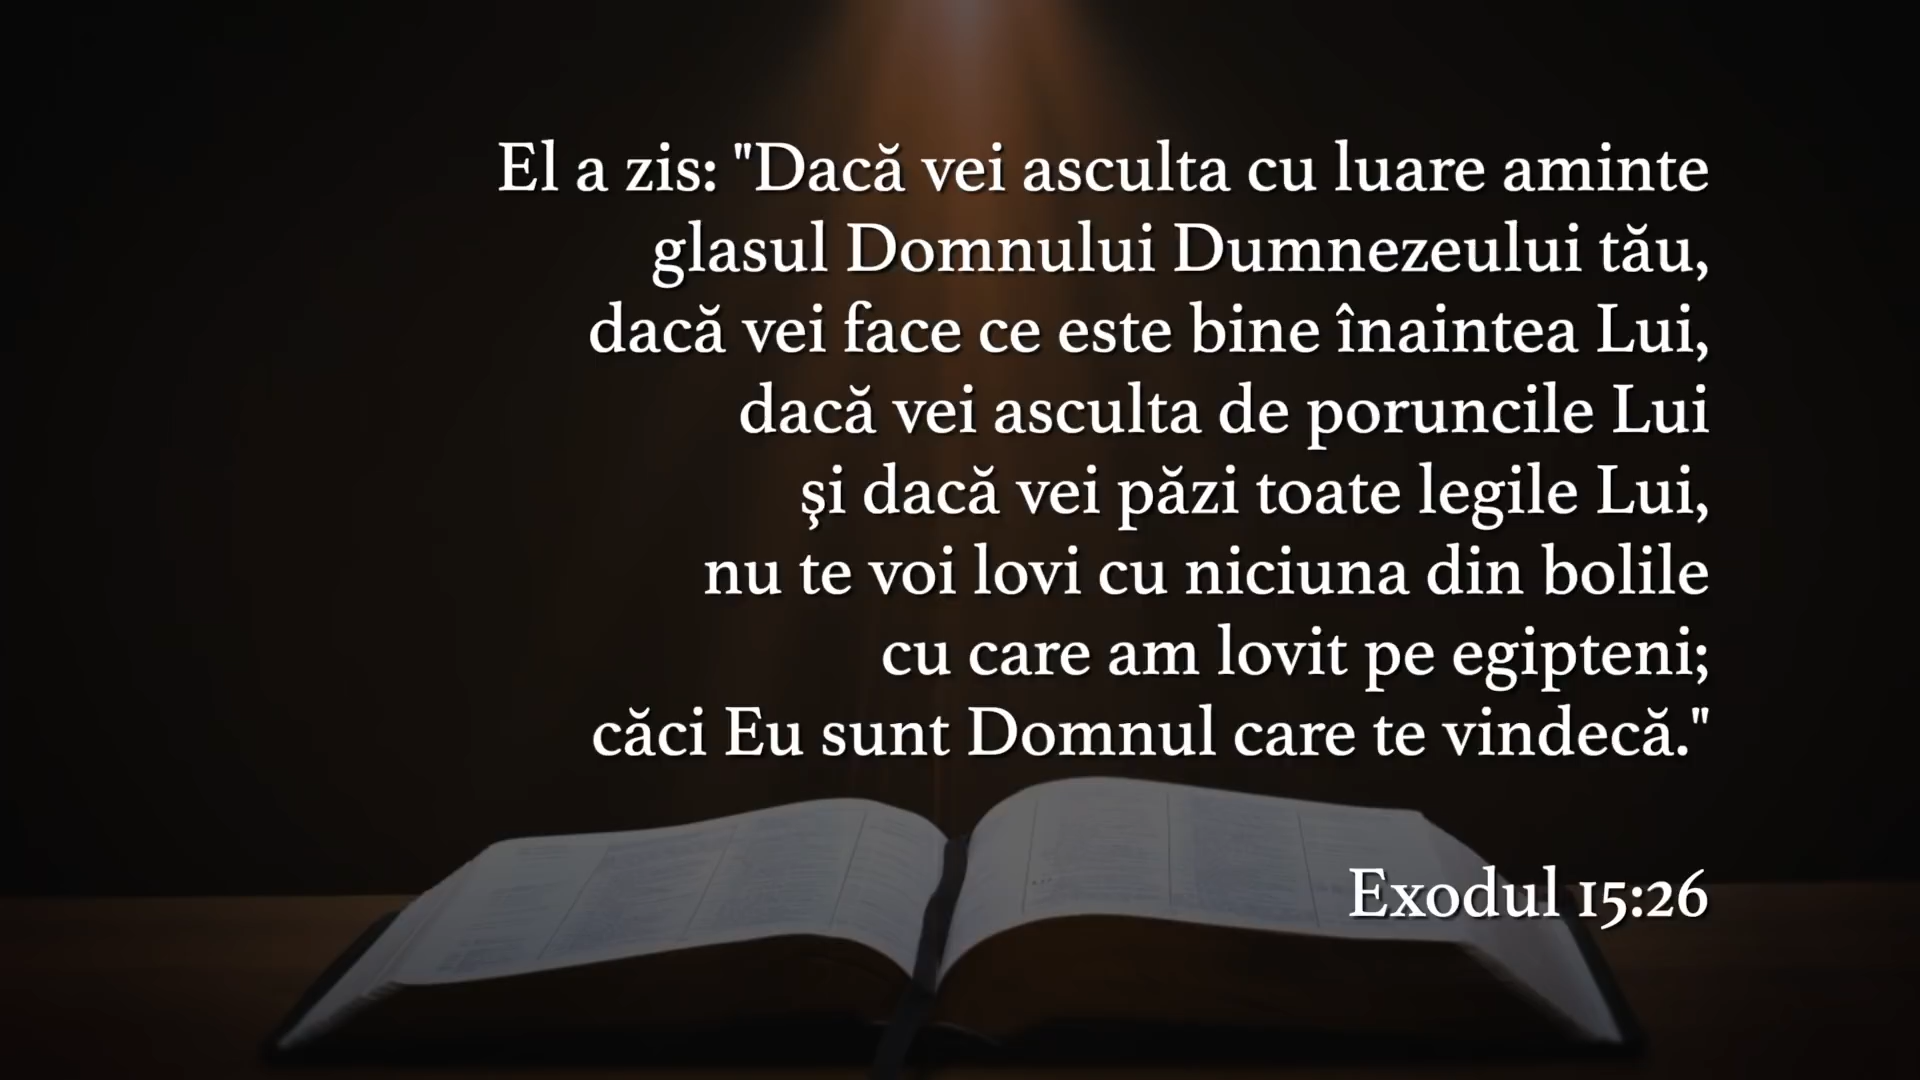 El a zis: "Dacă vei asculta cu luare aminte
glasul Domnului Dumnezeului tău,
dacă vei face ce este bine înaintea Lui,
dacă vei asculta de poruncile Lui
şi dacă vei păzi toate legile Lui,
nu te voi lovi cu niciuna din bolile
cu care am lovit pe egipteni;
căci Eu sunt Domnul care te vindecă."
Exodul 15:26